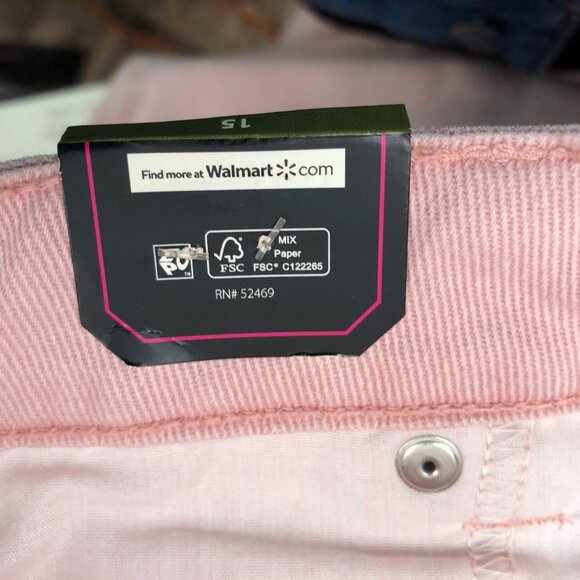 15
Find more at Walmart com
FSC
MIX
Paper
FSC® C122265
RN# 52469